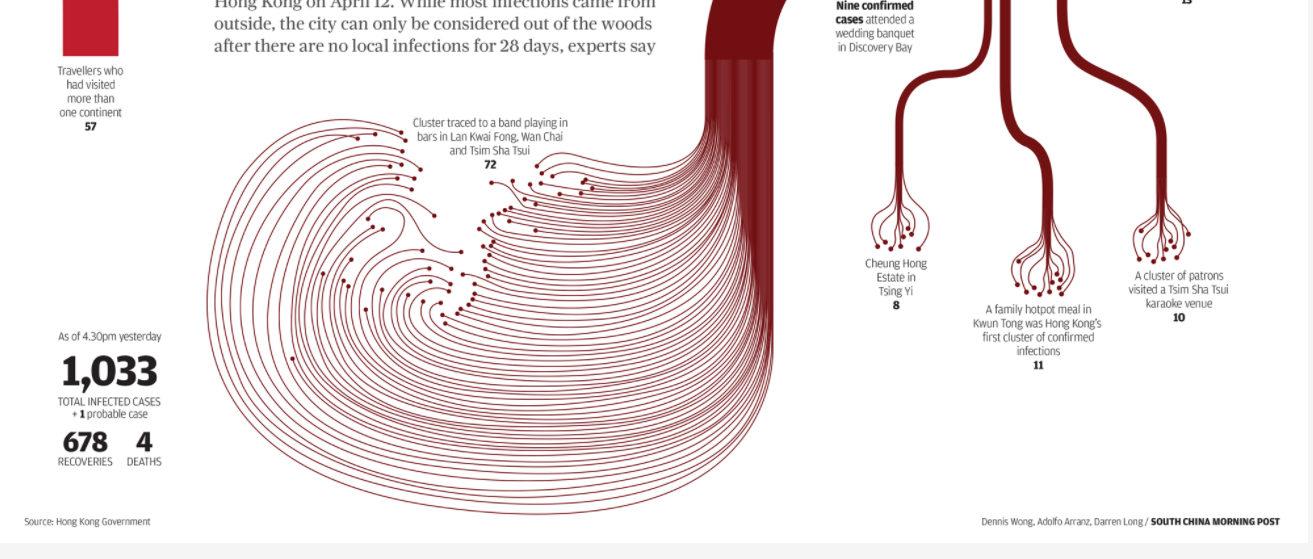 Hong Kong on April 12. While most infections came from
outside, the city can only be considered out of the woods
after there are no local infections for 28 days, experts say
Travellers who
had visited
more than
one continent
57
Nine confirmed
cases attended a
wedding banquet
in Discovery Bay
13
Cluster traced to a band playing in
bars in Lan Kwai Fong, Wan Chai
and Tsim Sha Tsui
72
Cheung Hong
Estate in
Tsing Yi
8
A family hotpot meal in
Kwun Tong was Hong Kong's
first cluster of confirmed
infections
11
A cluster of patrons
visited a Tsim Sha Tsui
karaoke venue
10
As of 4.30pm yesterday
1,033
TOTAL INFECTED CASES
+ 1 probable case
678 4
RECOVERIES DEATHS
Source: Hong Kong Government
Dennis Wong, Adolfo Arranz, Darren Long / SOUTH CHINA MORNING POST